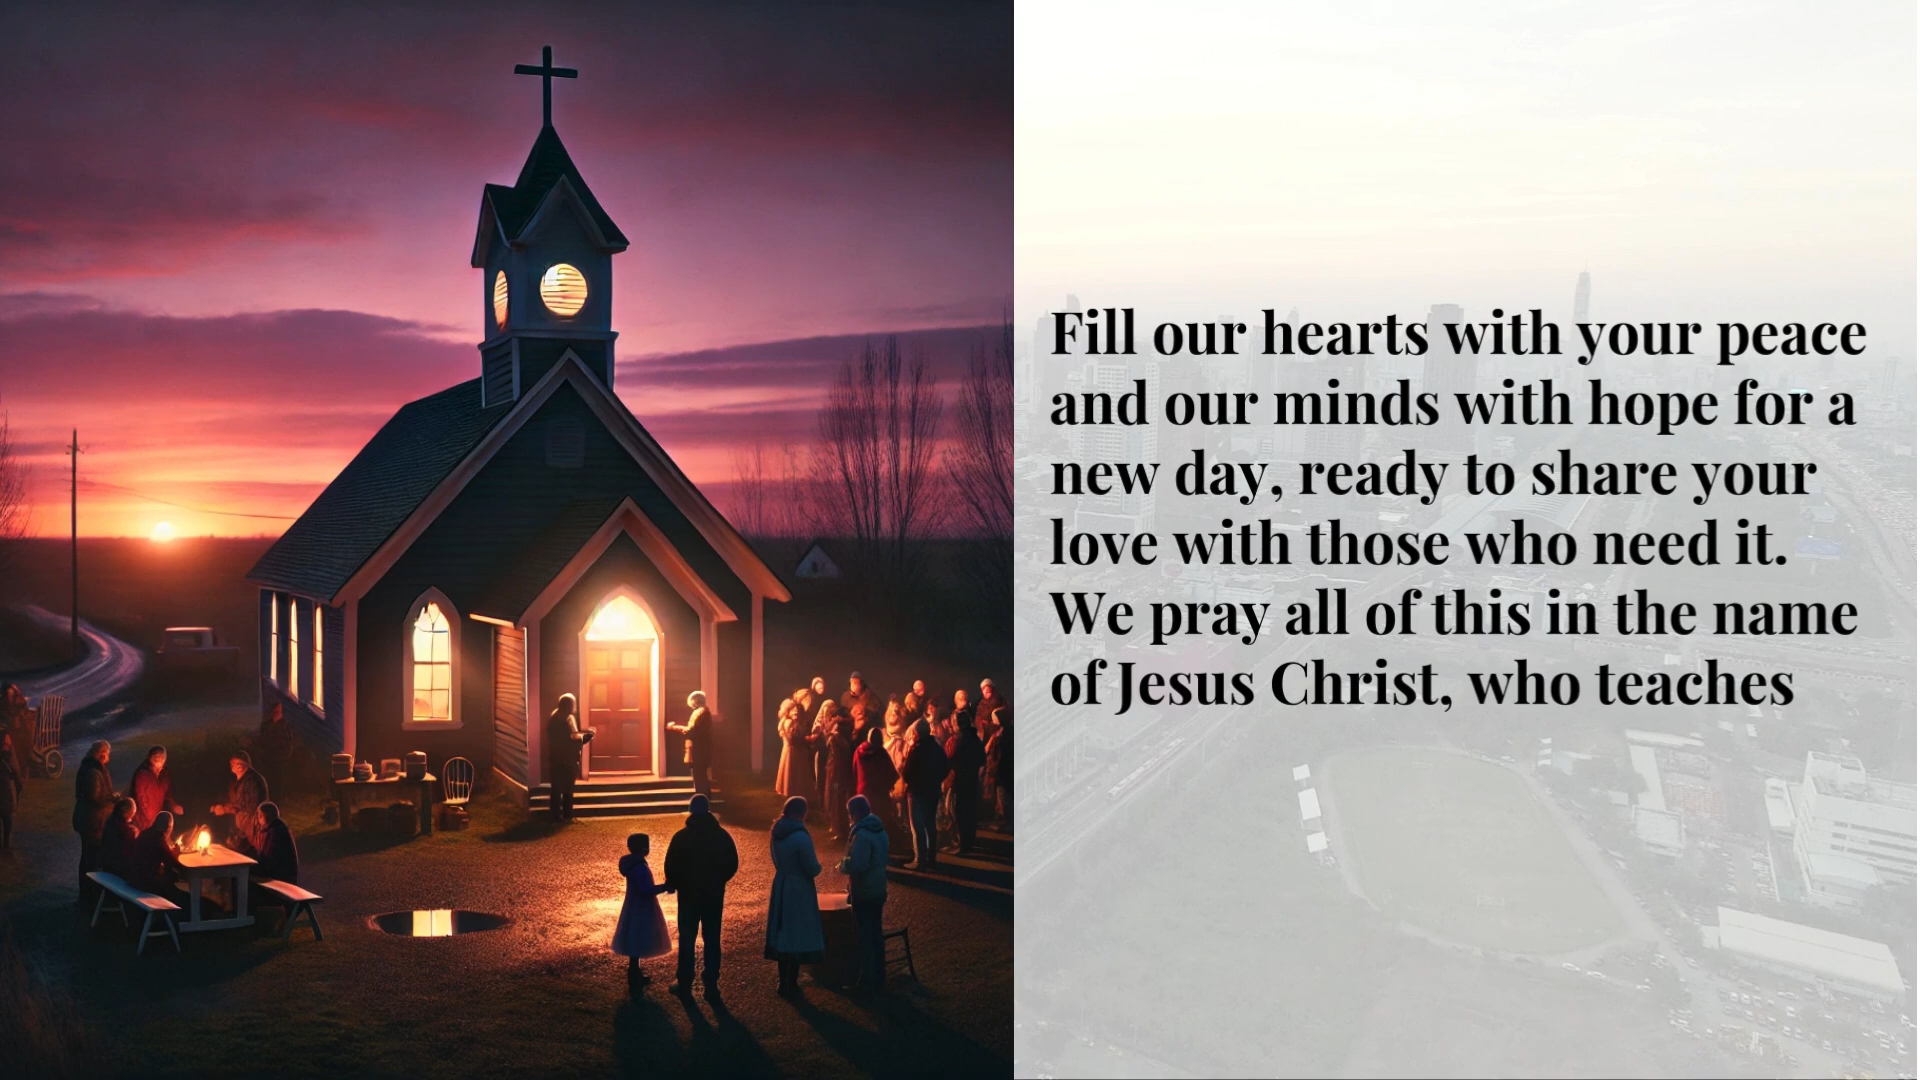 Fill our hearts with your peace
and our minds with hope for a
new day, ready to share your
love with those who need it.
We pray all of this in the name
of Jesus Christ, who teaches